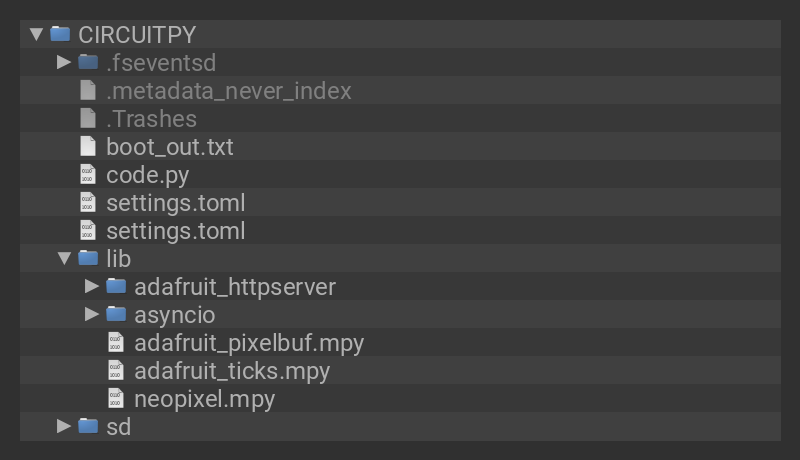 CIRCUITPY
.fseventsd
.metadata_never_index
.Trashes
boot_out.txt
code.py
settings.toml
settings.toml
lib
adafruit_httpserver
asyncio
adafruit_pixelbuf.mpy
adafruit_ticks.mpy
neopixel.mpy
sd